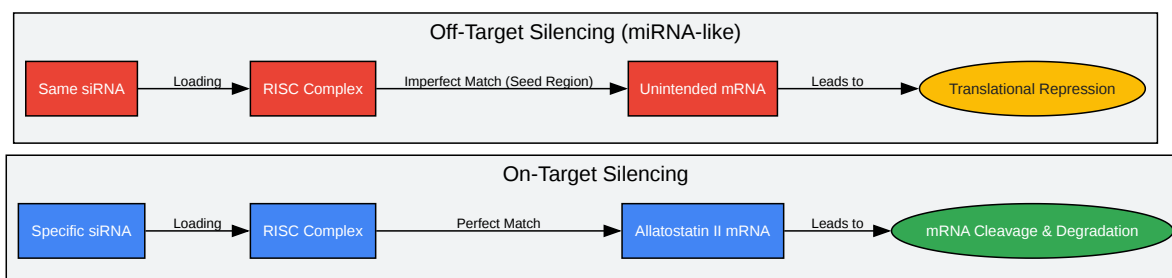 Off-Target Silencing (miRNA-like)
Same siRNA
Loading
RISC Complex
Imperfect Match (Seed Region)
Unintended mRNA
Leads to
Translational Repression
On-Target Silencing
Specific siRNA
Loading
RISC Complex
Perfect Match
Allatostatin II mRNA
Leads to
mRNA Cleavage & Degradation